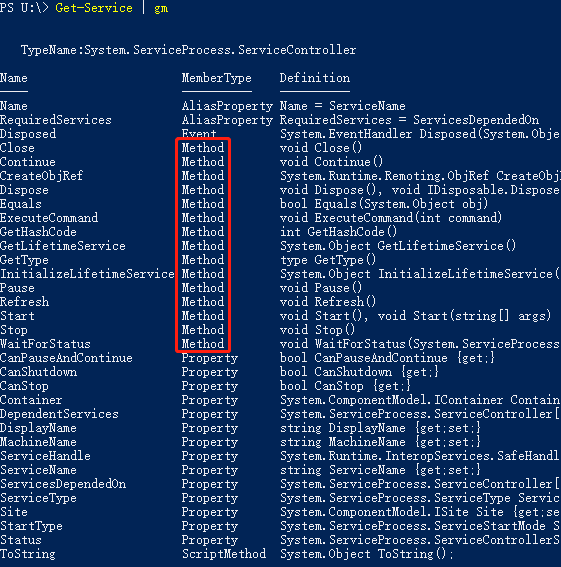 PS U:\> Get-Service | gm
TypeName:System.ServiceProcess.ServiceController
Name MemberType Definition
---- ---------- ----------
Name AliasProperty Name = ServiceName
RequiredServices AliasProperty RequiredServices = ServicesDependedOn
Disposed Event System.EventHandler Disposed(System.Obje
Close Method void Close()
Continue Method void Continue()
CreateObjRef Method System.Runtime.Remoting.ObjRef CreateObj
Dispose Method void Dispose(), void IDisposable.Dispose
Equals Method bool Equals(System.Object obj)
ExecuteCommand Method void ExecuteCommand(int command)
GetHashCode Method int GetHashCode()
GetLifetimeService Method System.Object GetLifetimeService()
GetType Method type GetType()
InitializeLifetimeService Method System.Object InitializeLifetimeService(
Pause Method void Pause()
Refresh Method void Refresh()
Start Method void Start(), void Start(string[] args)
Stop Method void Stop()
WaitForStatus Method void WaitForStatus(System.ServiceProcess
CanPauseAndContinue Property bool CanPauseAndContinue {get;}
CanShutdown Property bool CanShutdown {get;}
CanStop Property bool CanStop {get;}
Container Property System.ComponentModel.IContainer Contain
DependentServices Property System.ServiceProcess.ServiceController[
DisplayName Property string DisplayName {get;set;}
MachineName Property string MachineName {get;set;}
ServiceHandle Property System.Runtime.InteropServices.SafeHandl
ServiceName Property string ServiceName {get;set;}
ServicesDependedOn Property System.ServiceProcess.ServiceController[
ServiceType Property System.ServiceProcess.ServiceType Servic
Site Property System.ComponentModel.ISite Site {get;se
StartType Property System.ServiceProcess.ServiceStartMode S
Status Property System.ServiceProcess.ServiceControllerS
ToString ScriptMethod System.Object ToString();